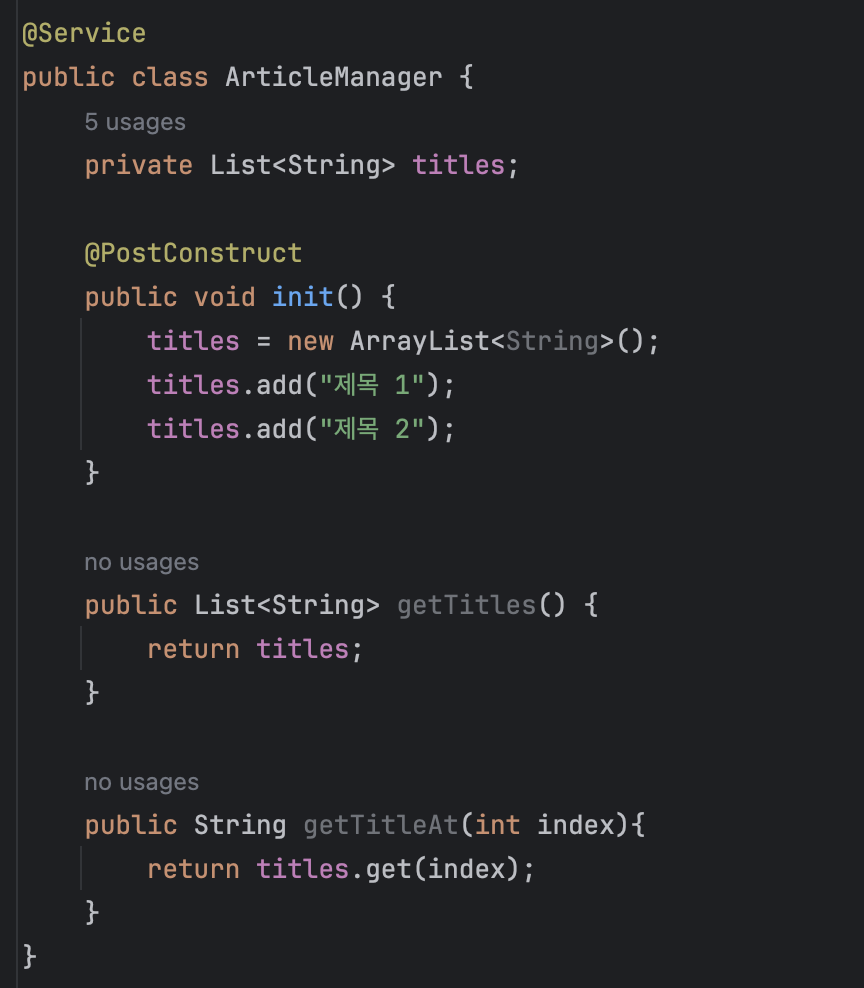 @Service
public class ArticleManager {
5 usages
private List<String> titles;
@PostConstruct
public void init() {
titles = new ArrayList<String>();
titles.add("제목 1");
titles.add("제목 2");
}
no usages
public List<String> getTitles() {
return titles;
}
no usages
public String getTitleAt(int index){
return titles.get(index);
}
}